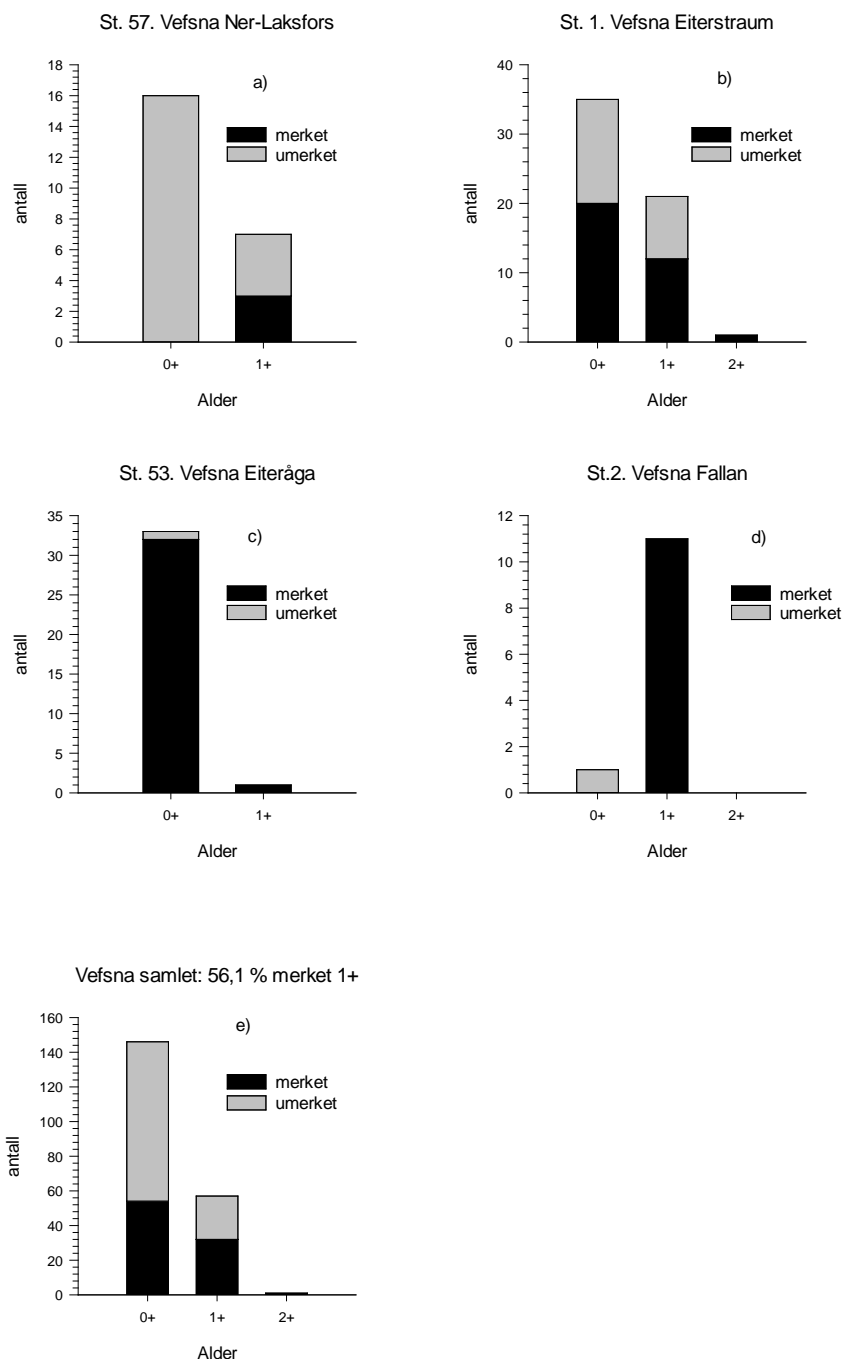 St. 57. Vefsna Ner-Laksfors
a)
merket
umerket
antall
18
16
14
12
10
8
6
4
2
0
0+ 1+
Alder
St. 1. Vefsna Eiterstraum
b)
merket
umerket
antall
40
30
20
10
0
0+ 1+ 2+
Alder
St. 53. Vefsna Eiteråga
c)
merket
umerket
antall
35
30
25
20
15
10
5
0
0+ 1+
Alder
St.2. Vefsna Fallan
d)
merket
umerket
antall
12
10
8
6
4
2
0
0+ 1+ 2+
Alder
Vefsna samlet: 56,1 % merket 1+
e)
merket
umerket
antall
160
140
120
100
80
60
40
20
0
0+ 1+ 2+
Alder